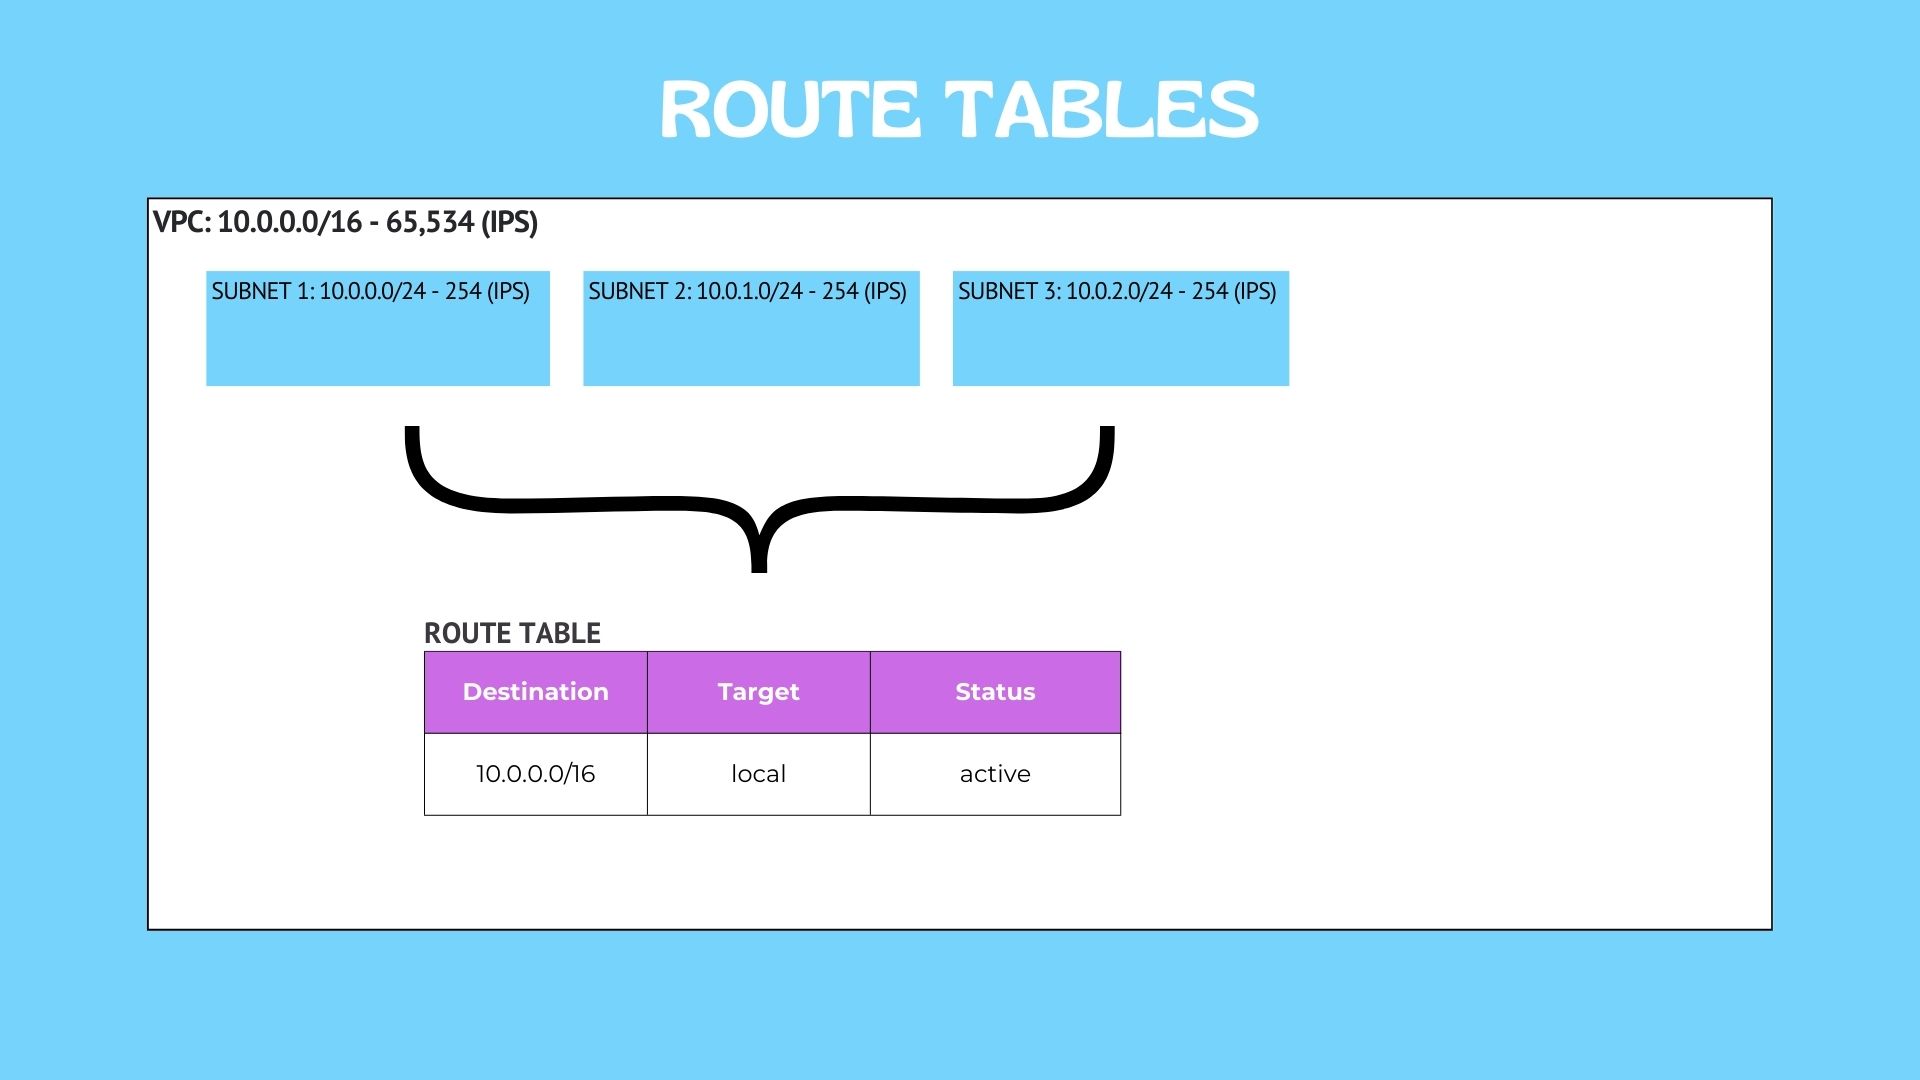 ROUTE TABLES
VPC: 10.0.0.0/16 - 65,534 (IPS)
SUBNET 1: 10.0.0.0/24 - 254 (IPS)
SUBNET 2: 10.0.1.0/24 - 254 (IPS)
SUBNET 3: 10.0.2.0/24 - 254 (IPS)
ROUTE TABLE
Destination Target Status
10.0.0.0/16 local active